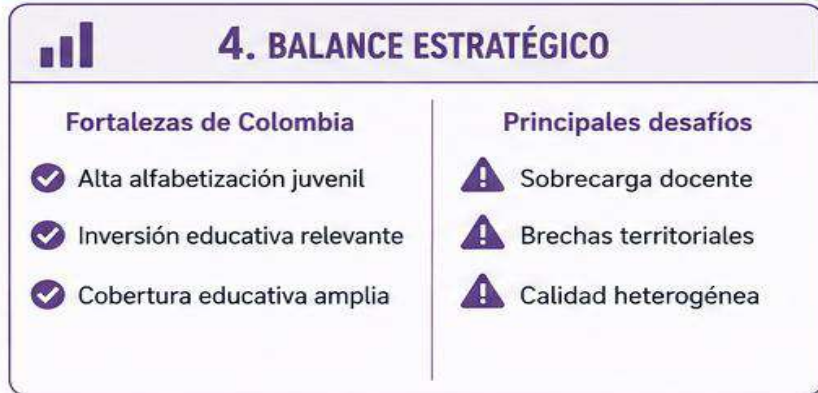 4. BALANCE ESTRATÉGICO
Fortalezas de Colombia
Alta alfabetización juvenil
Inversión educativa relevante
Cobertura educativa amplia
Principales desafíos
Sobrecarga docente
Brechas territoriales
Calidad heterogénea